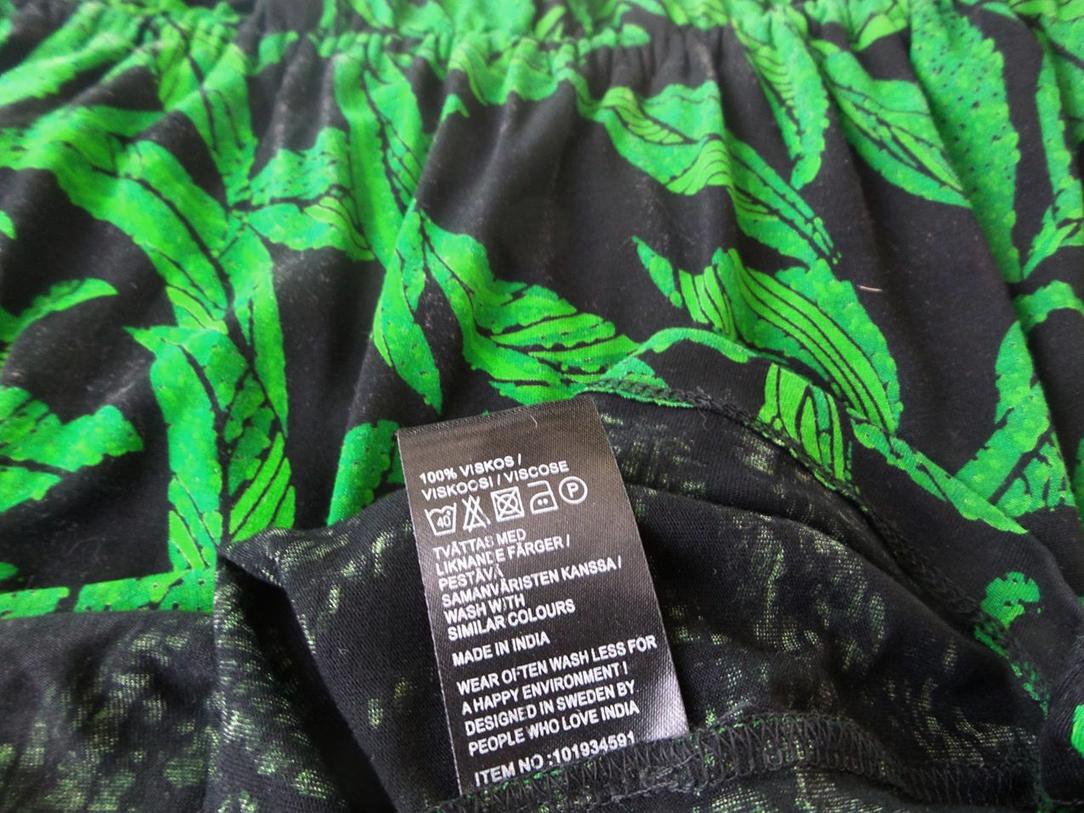 100% VISKOS /
VISKOOSI / VISCOSE
40 P
TVÄTTAS MED
LIKNANDE FÄRGER /
PESTÄVÄ
SAMANVÄRISTEN KANSSA /
WASH WITH
SIMILAR COLOURS
MADE IN INDIA
WEAR OFTEN WASH LESS FOR
A HAPPY ENVIRONMENT !
DESIGNED IN SWEDEN BY
PEOPLE WHO LOVE INDIA
ITEM NO :101934591